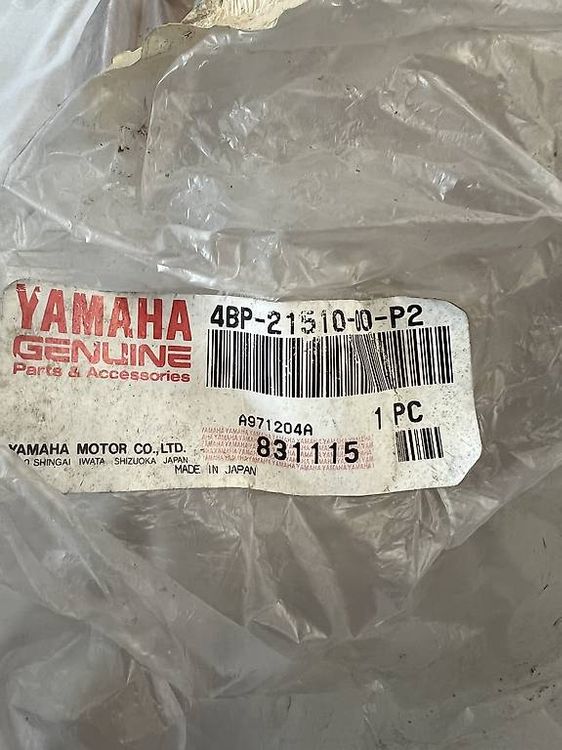 YAMAHA
GENUINE
Parts & Accessories
4BP-21510-00-P2
A971204A
1 PC
831115
YAMAHA MOTOR CO.,LTD.
SHINGAI IWATA SHIZUOKA JAPAN
MADE IN JAPAN